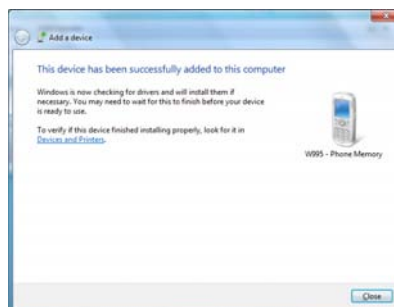 Add a device
This device has been successfully added to this computer
Windows is now checking for drivers and will install them if
necessary. You may need to wait for this to finish before your device
is ready to use.
To verify if this device finished installing properly, look for it in
Devices and Printers.
W995 - Phone Memory
Close